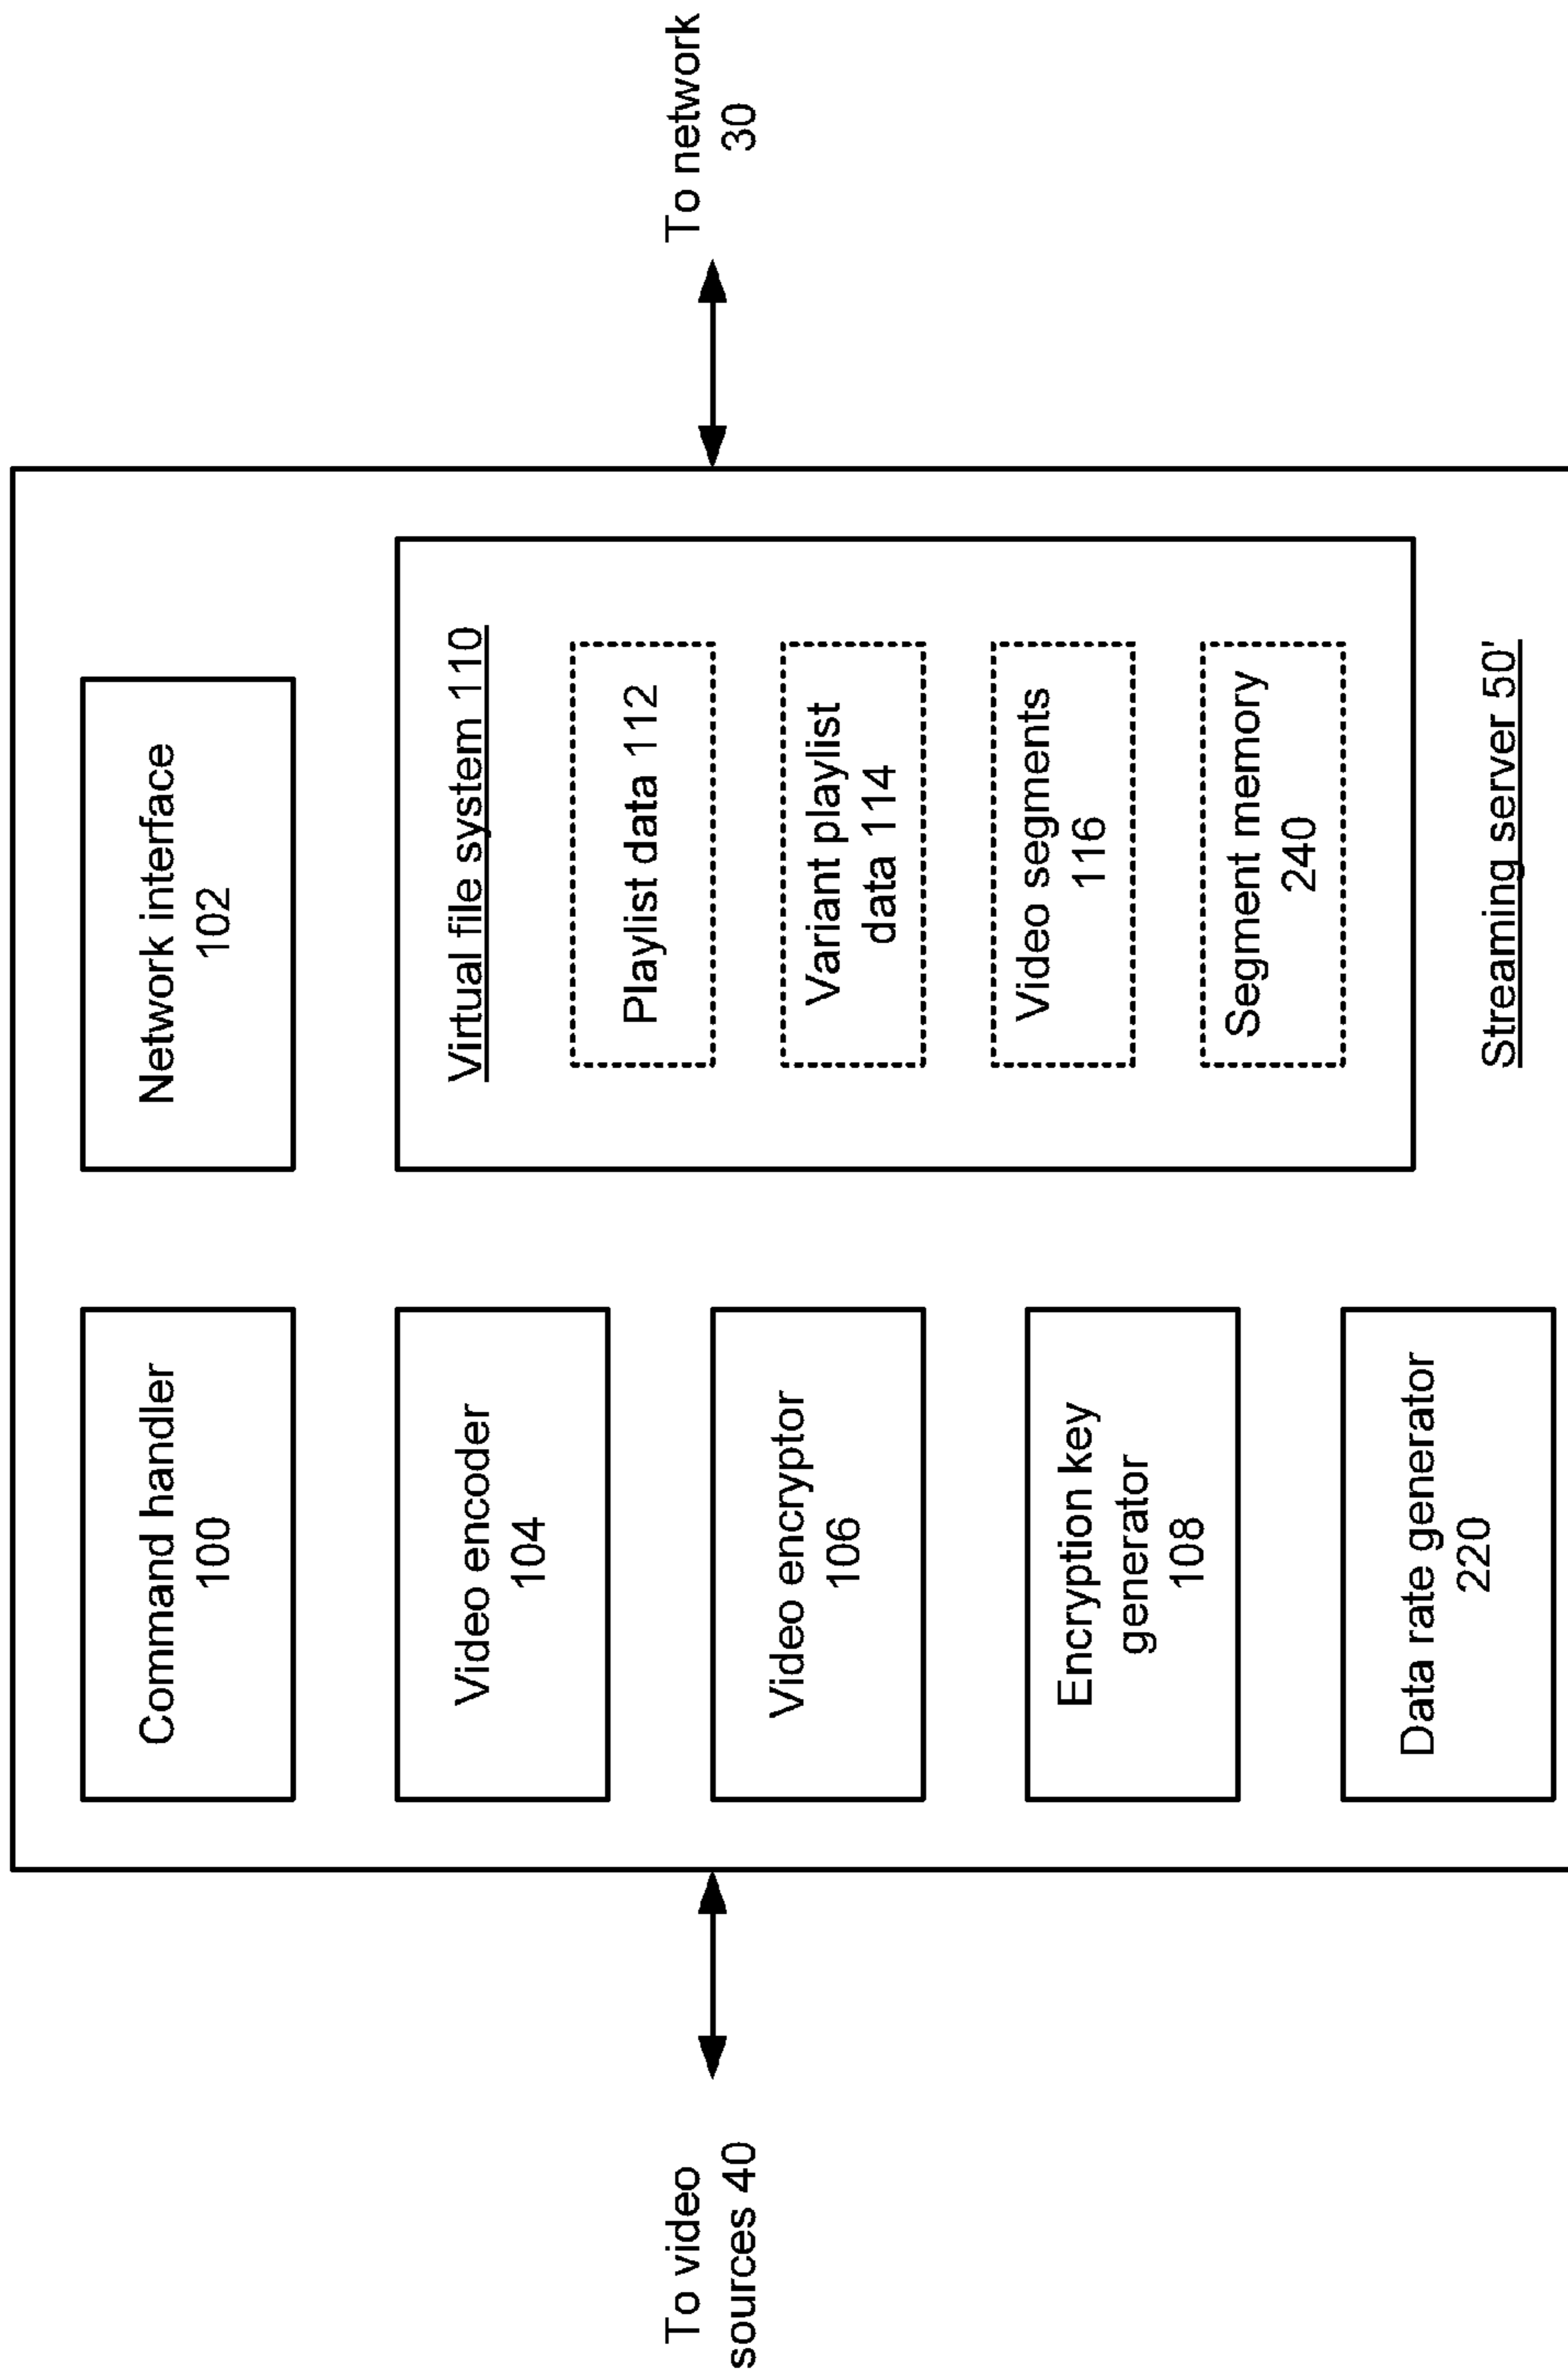 Command handler
100
Network interface
102
Video encoder
104
Virtual file system 110
Playlist data 112
Video encryptor
106
Variant playlist
data 114
Encryption key
generator
108
Video segments
116
Data rate generator
220
Segment memory
240
Streaming server 50'
To video
sources 40
To network
30